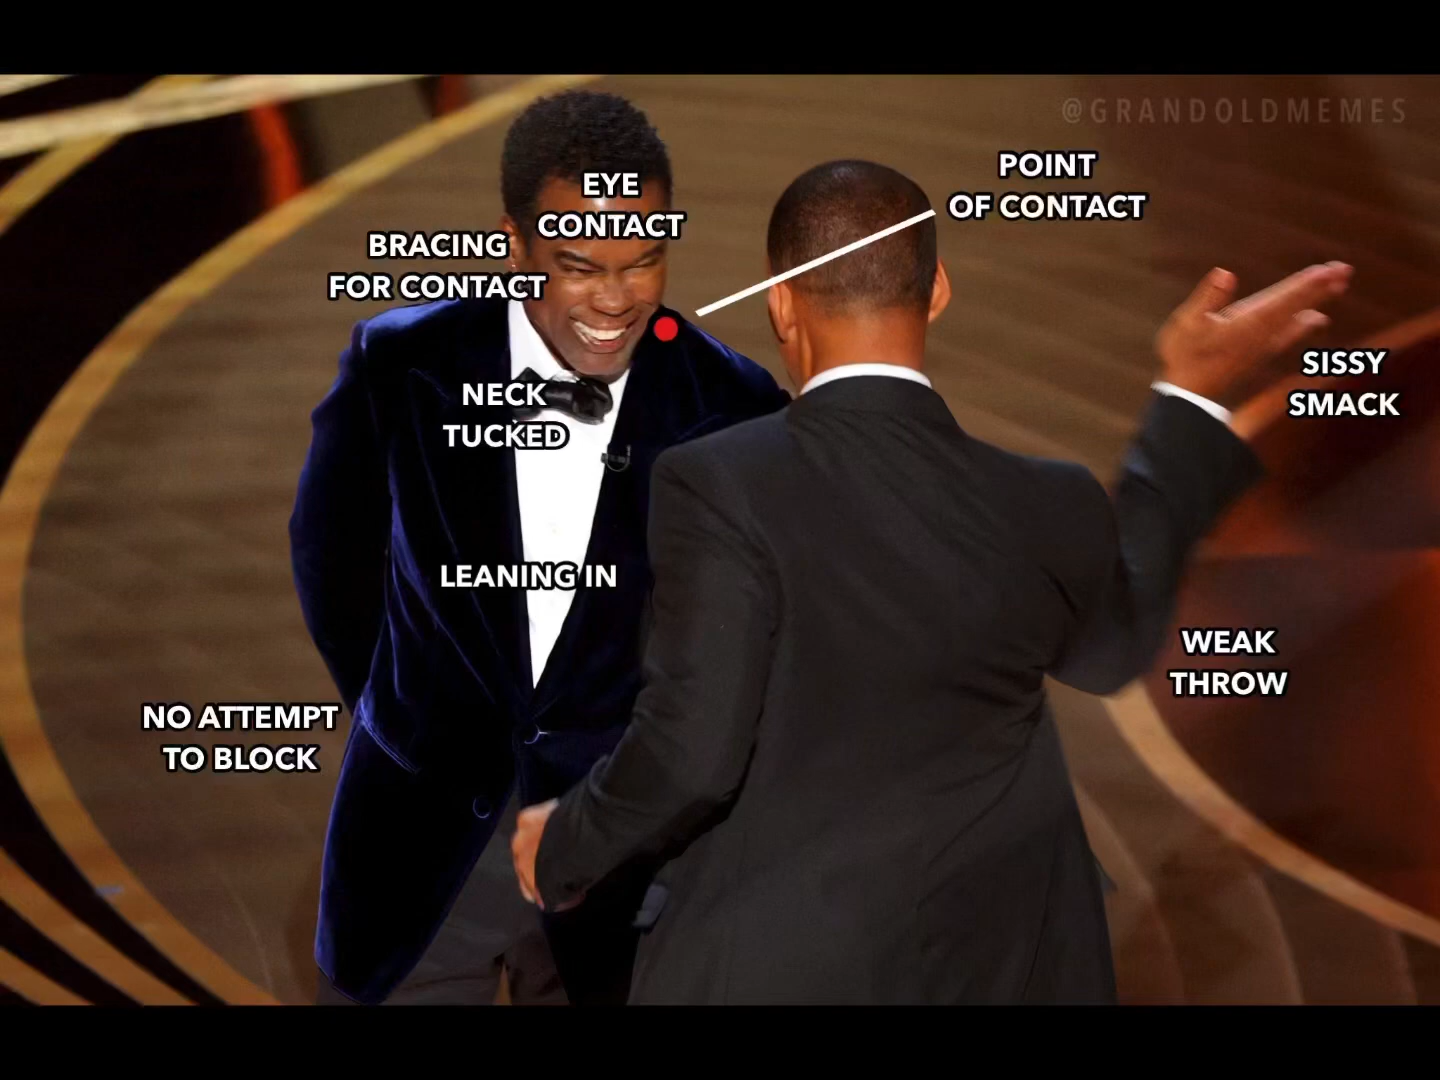 @GRANDOLDMEMES
POINT
OF CONTACT
EYE
CONTACT
BRACING
FOR CONTACT
SISSY
SMACK
NECK
TUCKED
LEANING IN
WEAK
THROW
NO ATTEMPT
TO BLOCK